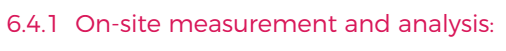 6.4.1 On-site measurement and analysis: